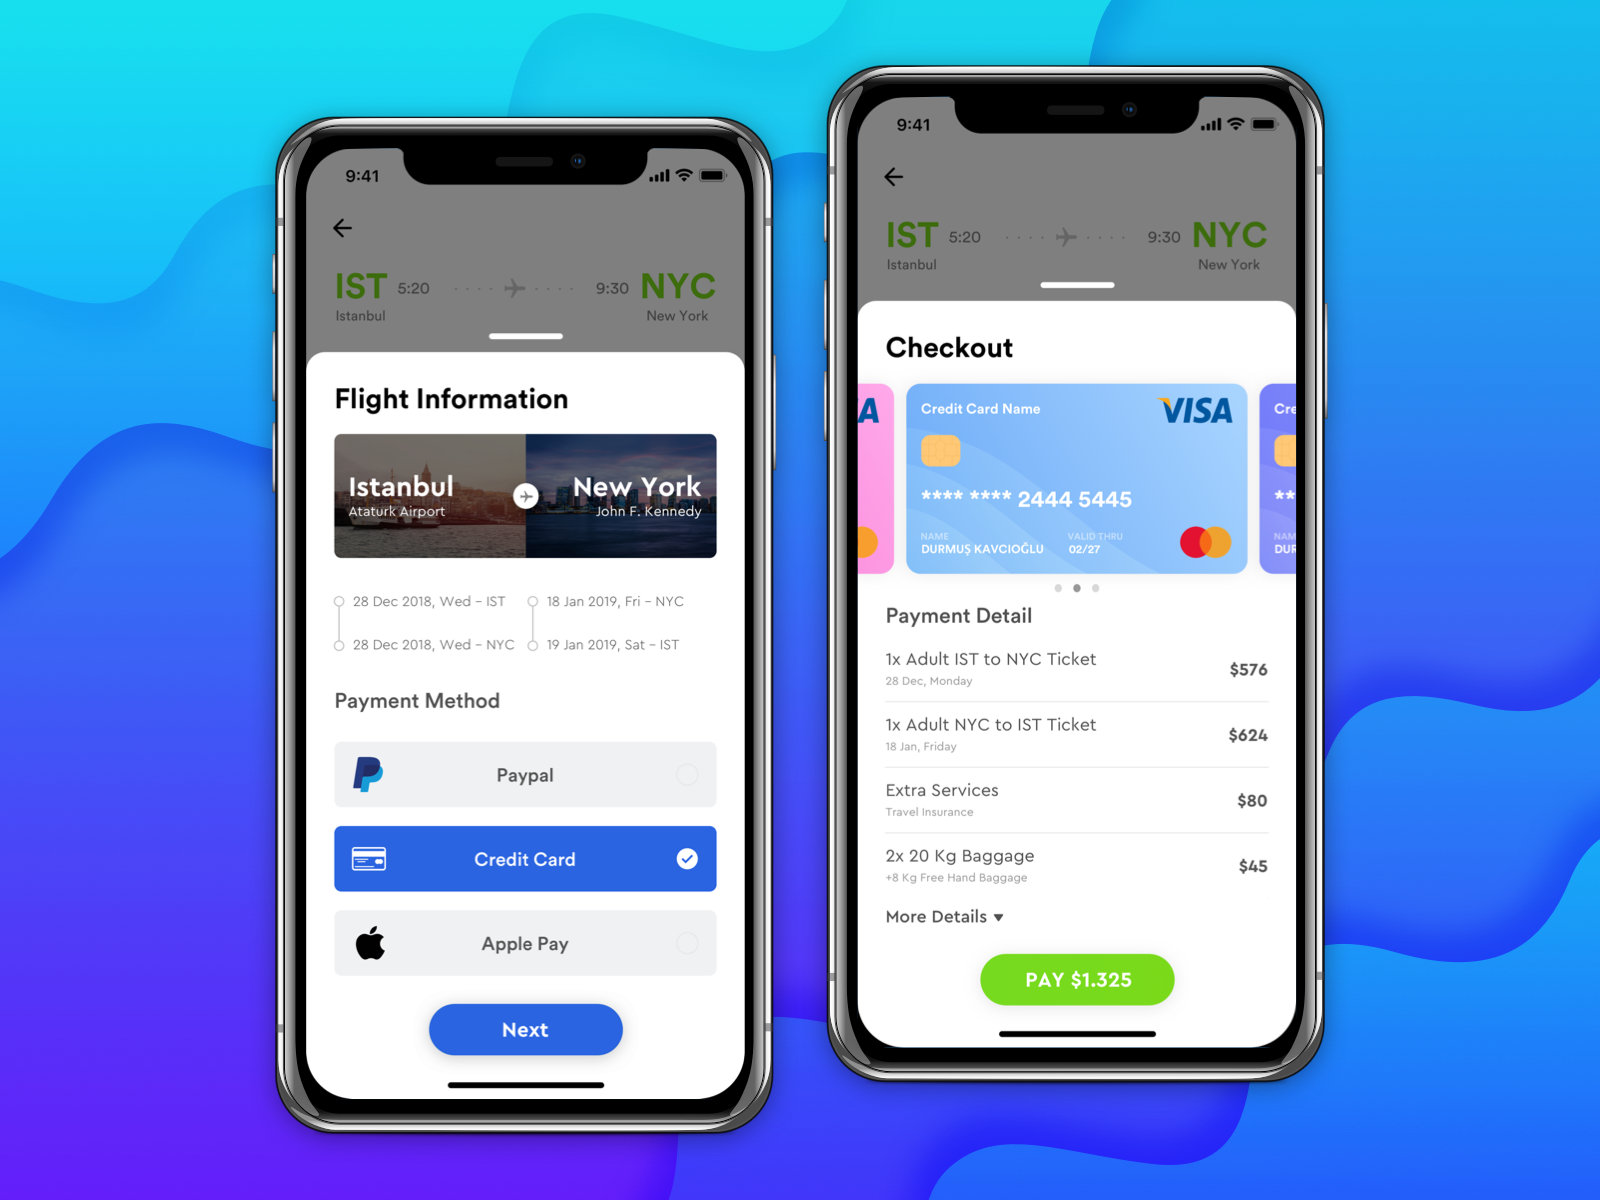 9:41
IST 5:20 9:30 NYC
Istanbul New York
Flight Information
Istanbul New York
Ataturk Airport John F. Kennedy
28 Dec 2018, Wed - IST 18 Jan 2019, Fri - NYC
28 Dec 2018, Wed - NYC 19 Jan 2019, Sat - IST
Payment Method
Paypal
Credit Card
Apple Pay
Next
9:41
IST 5:20 9:30 NYC
Istanbul New York
Checkout
A Credit Card Name VISA Cre
**** **** 2444 5445 **
NAME VALID THRU NAM
DURMUŞ KAVCIOĞLU 02/27 DUR
Payment Detail
1x Adult IST to NYC Ticket $576
28 Dec, Monday
1x Adult NYC to IST Ticket $624
18 Jan, Friday
Extra Services $80
Travel Insurance
2x 20 Kg Baggage $45
+8 Kg Free Hand Baggage
More Details
PAY $1.325